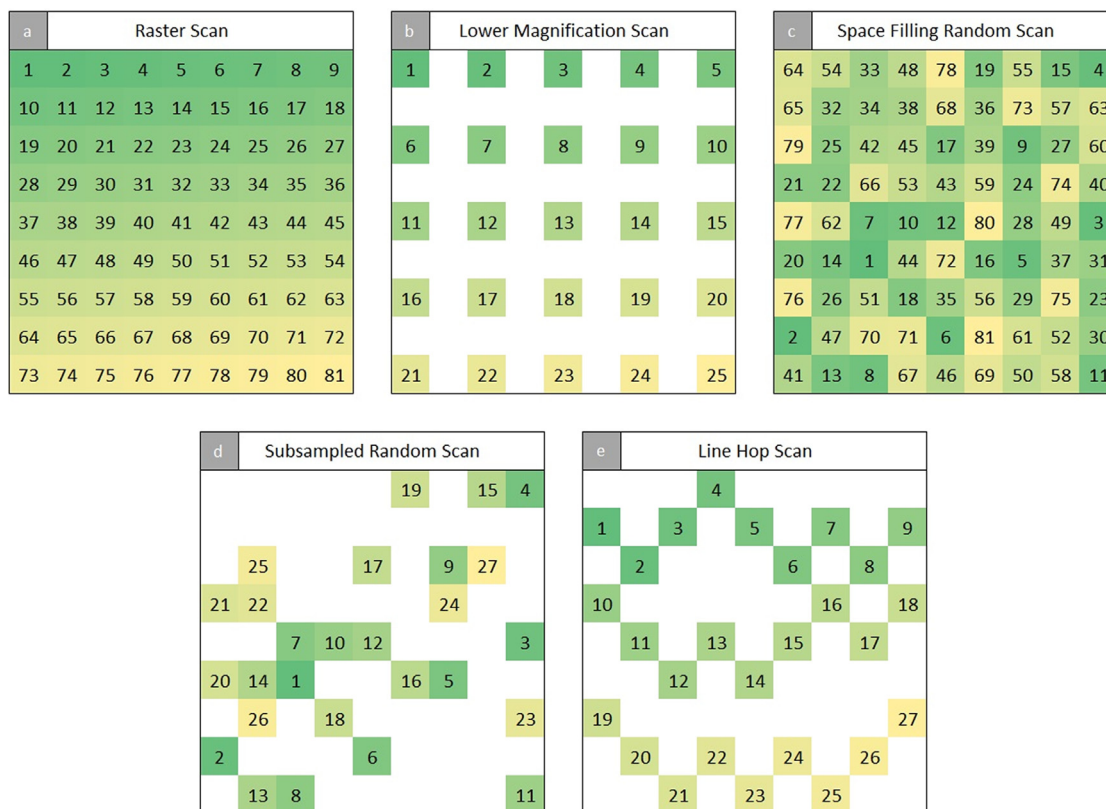 a Raster Scan
1 2 3 4 5 6 7 8 9
10 11 12 13 14 15 16 17 18
19 20 21 22 23 24 25 26 27
28 29 30 31 32 33 34 35 36
37 38 39 40 41 42 43 44 45
46 47 48 49 50 51 52 53 54
55 56 57 58 59 60 61 62 63
64 65 66 67 68 69 70 71 72
73 74 75 76 77 78 79 80 81
b Lower Magnification Scan
1 2 3 4 5
6 7 8 9 10
11 12 13 14 15
16 17 18 19 20
21 22 23 24 25
c Space Filling Random Scan
64 54 33 48 78 19 55 15 4
65 32 34 38 68 36 73 57 63
79 25 42 45 17 39 9 27 60
21 22 66 53 43 59 24 74 40
77 62 7 10 12 80 28 49 3
20 14 1 44 72 16 5 37 31
76 26 51 18 35 56 29 75 23
2 47 70 71 6 81 61 52 30
41 13 8 67 46 69 50 58 11
d Subsampled Random Scan
19 15 4
25 17 9 27
21 22 24
7 10 12 3
20 14 1 16 5
26 18 23
2 6
13 8 11
e Line Hop Scan
4
1 3 5 7 9
2 6 8
10 16 18
11 13 15 17
12 14
19 27
20 22 24 26
21 23 25